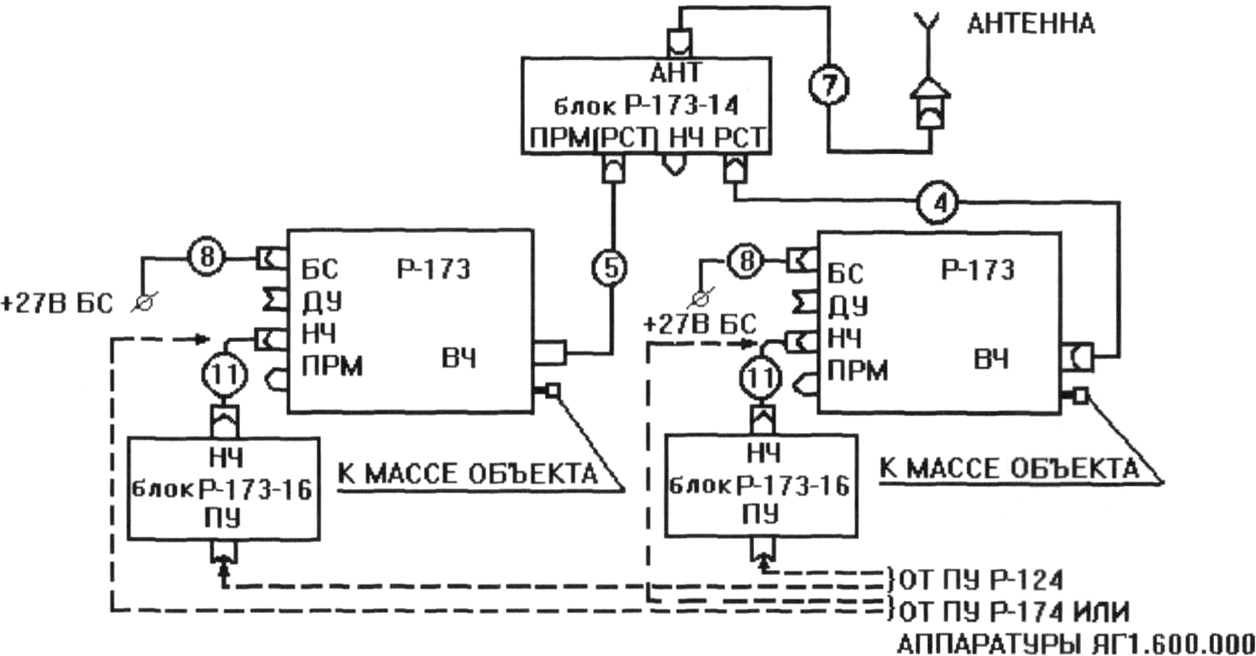 АНТЕННА
АНТ
блок Р-173-14
ПРМ(РСТ) НЧ РСТ
7
4
5
8
+27В БС
БС
ДУ
НЧ
ПРМ
Р-173
ВЧ
11
НЧ
блок Р-173-16
ПУ
К МАССЕ ОБЪЕКТА
8
+27В БС
БС
ДУ
НЧ
ПРМ
Р-173
ВЧ
11
НЧ
блок Р-173-16
ПУ
К МАССЕ ОБЪЕКТА
ОТ ПУ Р-124
ОТ ПУ Р-174 ИЛИ
АППАРАТУРЫ ЯГ1.600.000